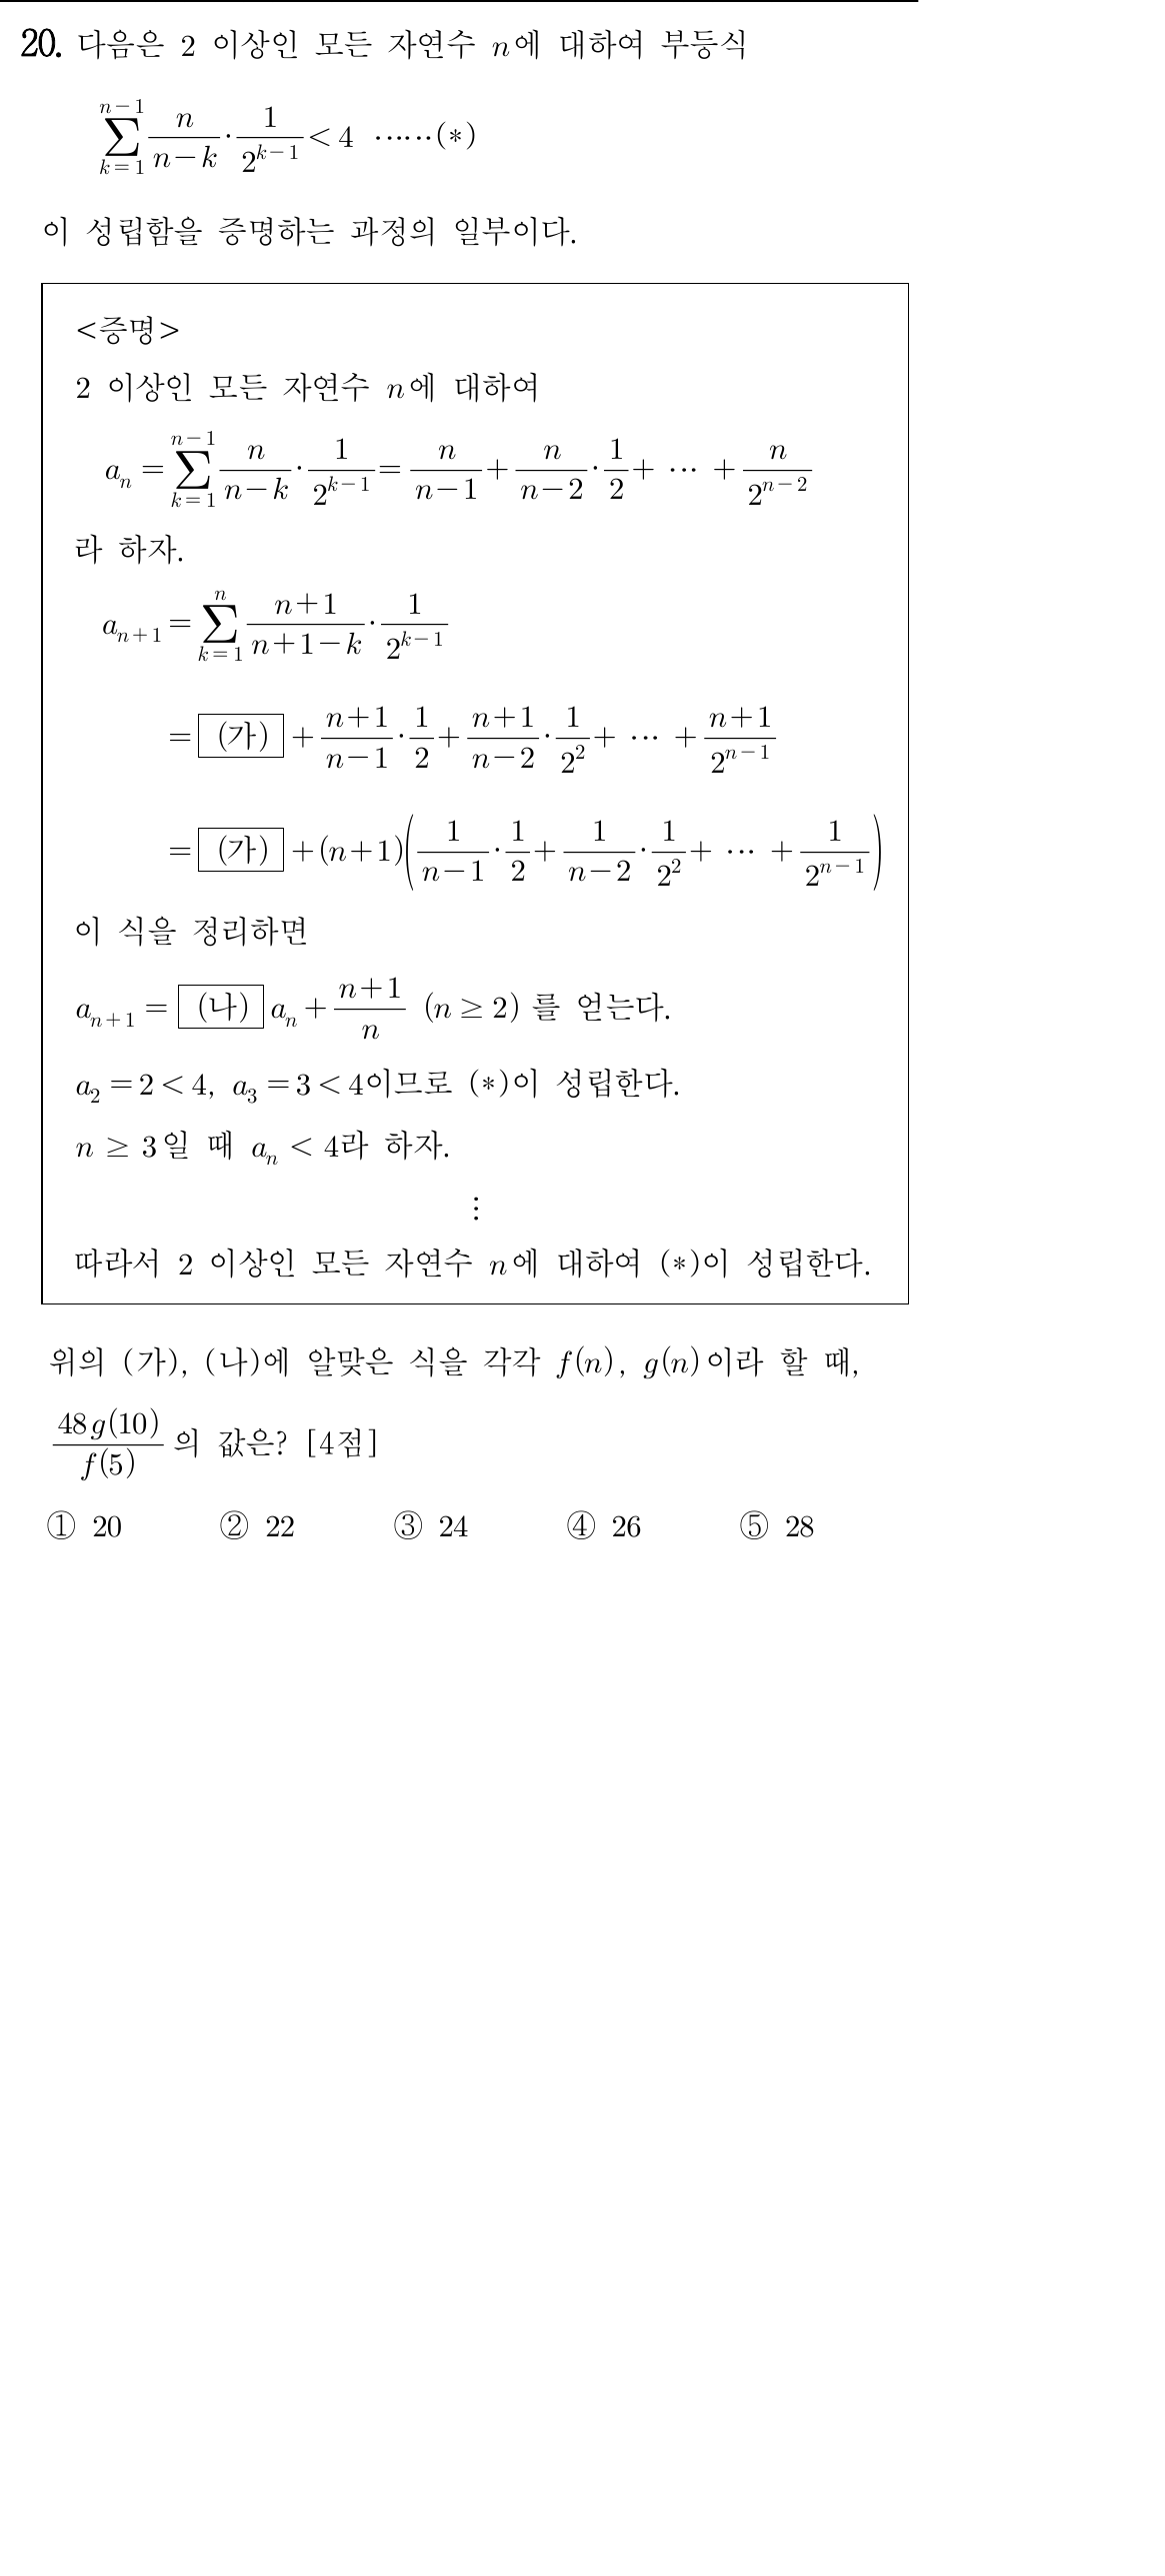 20. 다음은 2 이상인 모든 자연수 n에 대하여 부등식
\sum_{k=1}^{n-1} \frac{n}{n-k} \cdot \frac{1}{2^{k-1}} < 4 ⋯⋯(*)
이 성립함을 증명하는 과정의 일부이다.
<증명>
2 이상인 모든 자연수 n에 대하여
a_n = \sum_{k=1}^{n-1} \frac{n}{n-k} \cdot \frac{1}{2^{k-1}} = \frac{n}{n-1} + \frac{n}{n-2} \cdot \frac{1}{2} + ⋯ + \frac{n}{2^{n-2}}
라 하자.
a_{n+1} = \sum_{k=1}^{n} \frac{n+1}{n+1-k} \cdot \frac{1}{2^{k-1}}
= (가) + \frac{n+1}{n-1} \cdot \frac{1}{2} + \frac{n+1}{n-2} \cdot \frac{1}{2^2} + ⋯ + \frac{n+1}{2^{n-1}}
= (가) + (n+1)\left( \frac{1}{n-1} \cdot \frac{1}{2} + \frac{1}{n-2} \cdot \frac{1}{2^2} + ⋯ + \frac{1}{2^{n-1}} \right)
이 식을 정리하면
a_{n+1} = (나) a_n + \frac{n+1}{n} (n ≥ 2) 를 얻는다.
a_2 = 2 < 4, a_3 = 3 < 4이므로 (*)이 성립한다.
n ≥ 3일 때 a_n < 4라 하자.
⋮
따라서 2 이상인 모든 자연수 n에 대하여 (*)이 성립한다.
위의 (가), (나)에 알맞은 식을 각각 f(n), g(n)이라 할 때,
\frac{48g(10)}{f(5)} 의 값은? [4점]
① 20 ② 22 ③ 24 ④ 26 ⑤ 28